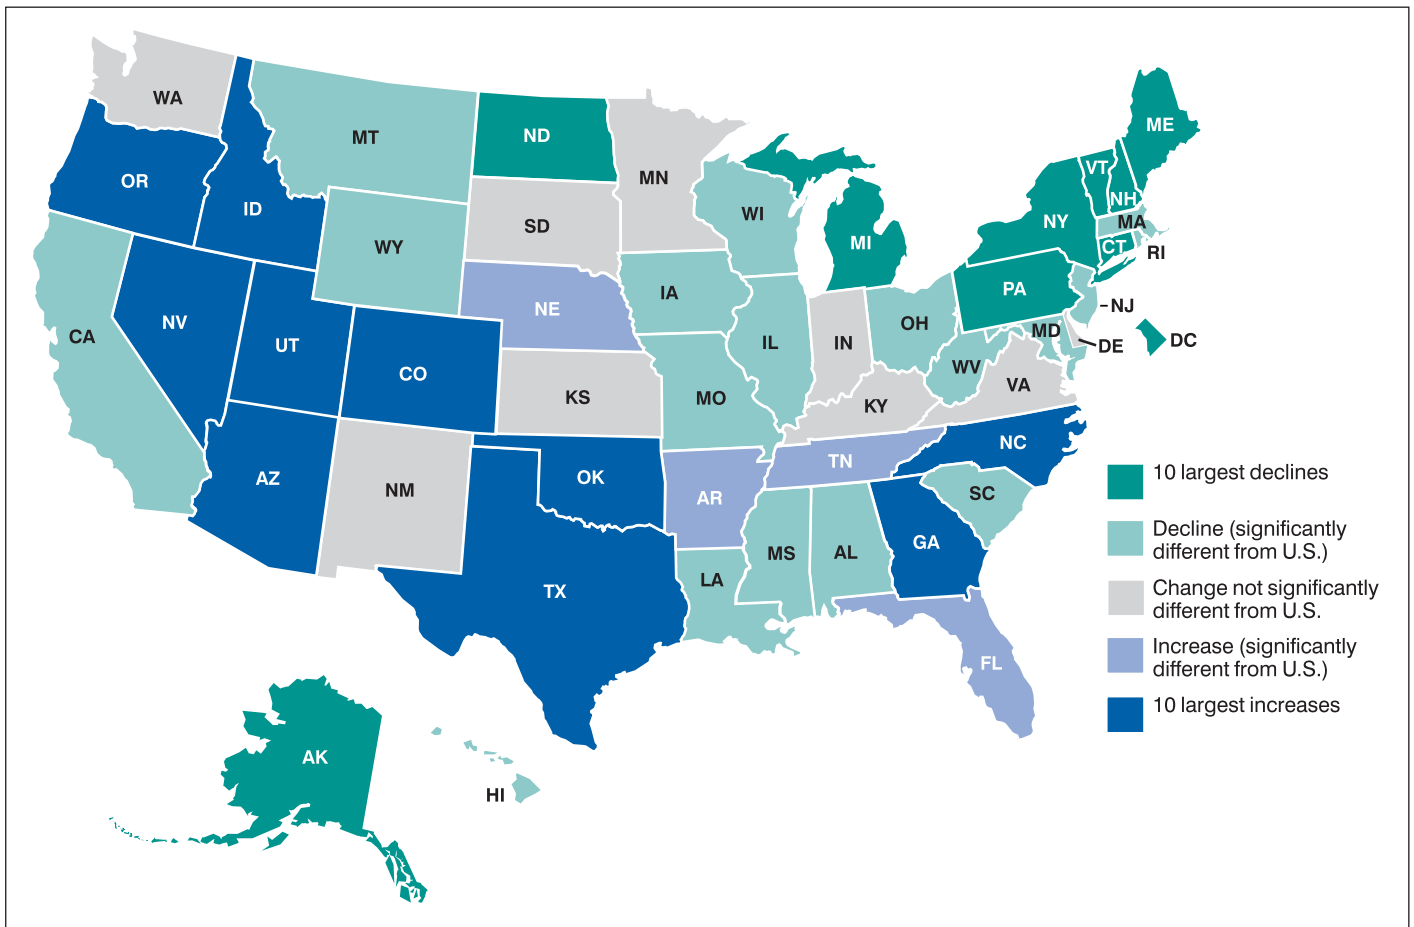 WA
MT
ND
MN
ME
OR
ID
SD
WI
VT
NH
NY
MA
MI
CT
RI
WY
IA
NE
PA
NJ
NV
CA
UT
CO
IL
IN
OH
MD
DE
DC
WV
VA
KS
MO
KY
NC
AZ
NM
OK
AR
TN
SC
GA
MS
AL
LA
TX
FL
AK
HI
10 largest declines
Decline (significantly
different from U.S.)
Change not significantly
different from U.S.
Increase (significantly
different from U.S.)
10 largest increases